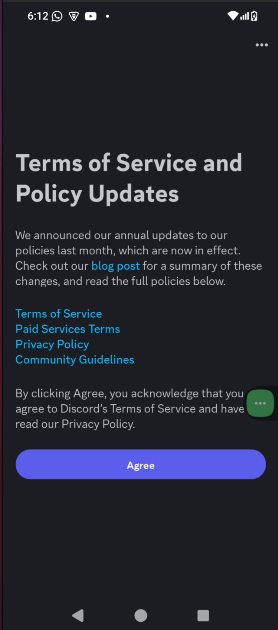 6:12
Terms of Service and
Policy Updates
We announced our annual updates to our
policies last month, which are now in effect.
Check out our blog post for a summary of these
changes, and read the full policies below.
Terms of Service
Paid Services Terms
Privacy Policy
Community Guidelines
By clicking Agree, you acknowledge that you
agree to Discord's Terms of Service and have
read our Privacy Policy.
Agree